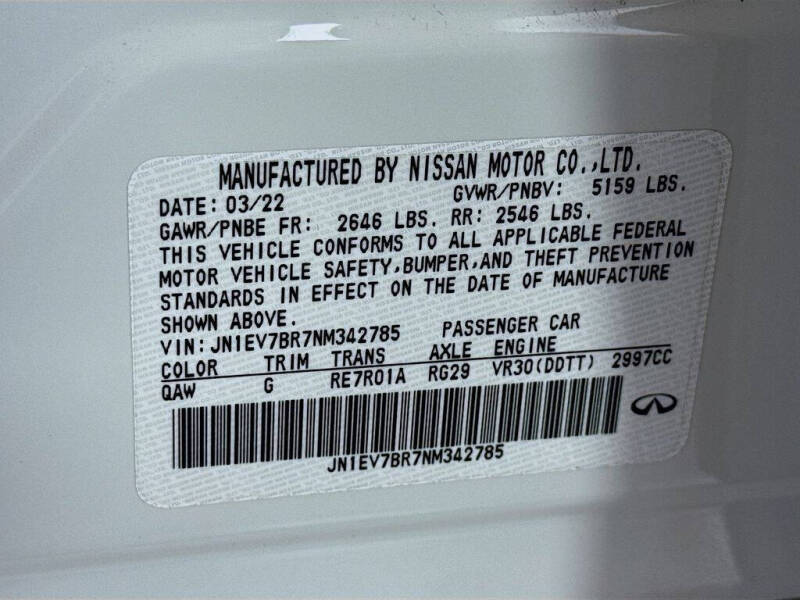 MANUFACTURED BY NISSAN MOTOR CO.,LTD.
DATE: 03/22 GVWR/PNBV: 5159 LBS.
GAWR/PNBE FR: 2646 LBS. RR: 2546 LBS.
THIS VEHICLE CONFORMS TO ALL APPLICABLE FEDERAL
MOTOR VEHICLE SAFETY,BUMPER,AND THEFT PREVENTION
STANDARDS IN EFFECT ON THE DATE OF MANUFACTURE
SHOWN ABOVE.
VIN: JN1EV7BR7NM342785 PASSENGER CAR
COLOR TRIM TRANS AXLE ENGINE
QAW G RE7R01A RG29 VR30(DDTT) 2997CC
JN1EV7BR7NM342785